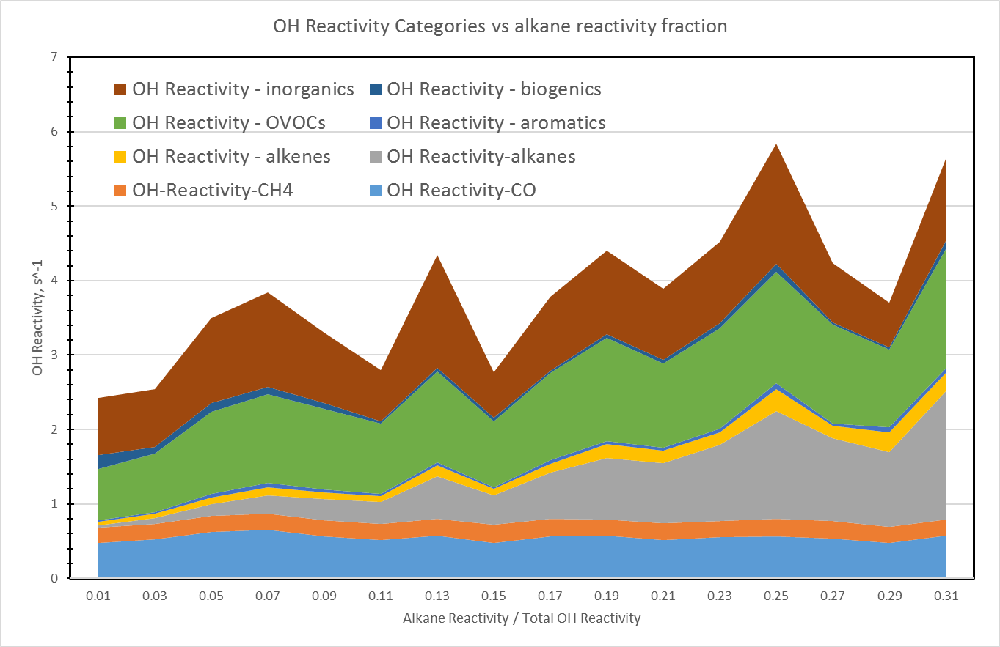 OH Reactivity Categories vs alkane reactivity fraction
7
6
5
4
3
2
1
0
OH Reactivity, s^-1
OH Reactivity - inorganics
OH Reactivity - biogenics
OH Reactivity - OVOCs
OH Reactivity - aromatics
OH Reactivity - alkenes
OH Reactivity-alkanes
OH-Reactivity-CH4
OH Reactivity-CO
0.01 0.03 0.05 0.07 0.09 0.11 0.13 0.15 0.17 0.19 0.21 0.23 0.25 0.27 0.29 0.31
Alkane Reactivity / Total OH Reactivity